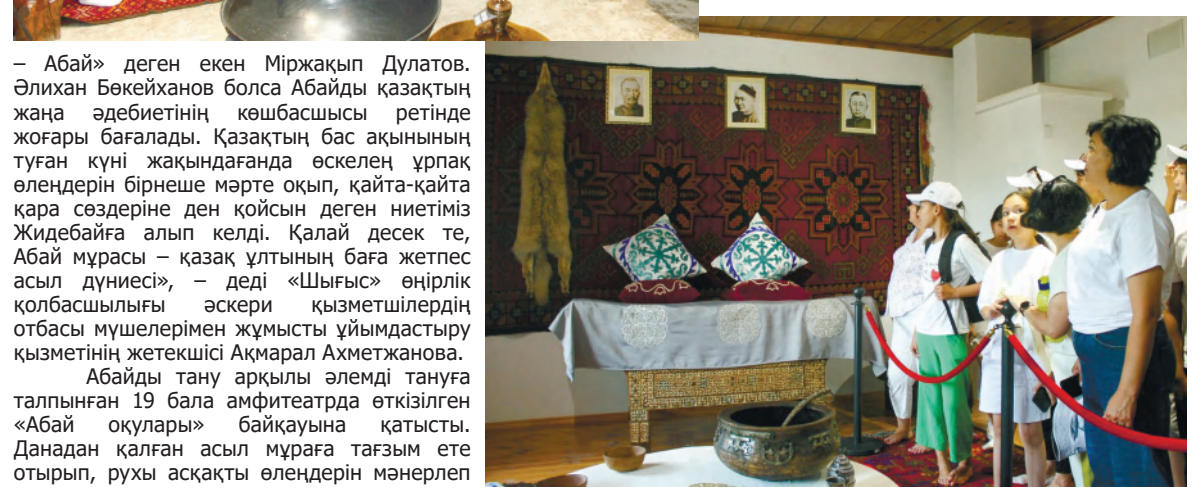 – Абай» деген екен Міржақып Дулатов.
Әлихан Бөкейханов болса Абайды қазақтың
жаңа әдебиетінің көшбасшысы ретінде
жоғары бағалады. Қазақтың бас ақынының
туған күні жақындағанда өскелең ұрпақ
өлеңдерін бірнеше мәрте оқып, қайта-қайта
қара сөздеріне ден қойсын деген ниетіміз
Жидебайға алып келді. Қалай десек те,
Абай мұрасы – қазақ ұлтының баға жетпес
асыл дүниесі», – деді «Шығыс» өңірлік
қолбасшылығы әскери қызметшілердің
отбасы мүшелерімен жұмысты ұйымдастыру
қызметінің жетекшісі Ақмарал Ахметжанова.
Абайды тану арқылы әлемді тануға
талпынған 19 бала амфитеатрда өткізілген
«Абай оқулары» байқауына қатысты.
Данадан қалған асыл мұраға тағзым ете
отырып, рухы асқақты өлеңдерін мәнерлеп